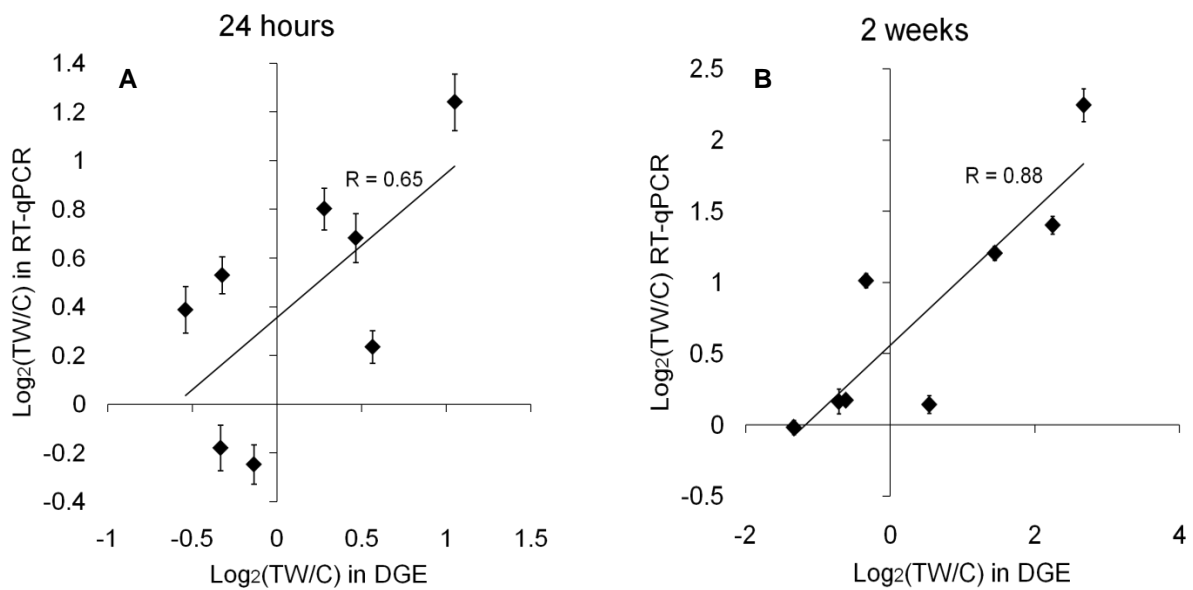 24 hours
A
1.4
1.2
1
0.8
0.6
0.4
0.2
0
-0.2
-0.4
R = 0.65
-1
-0.5
0
0.5
1
1.5
Log₂(TW/C) in RT-qPCR
Log₂(TW/C) in DGE
2 weeks
B
2.5
2
1.5
1
0.5
0
-0.5
R = 0.88
-2
0
2
4
Log₂(TW/C) RT-qPCR
Log₂(TW/C) in DGE